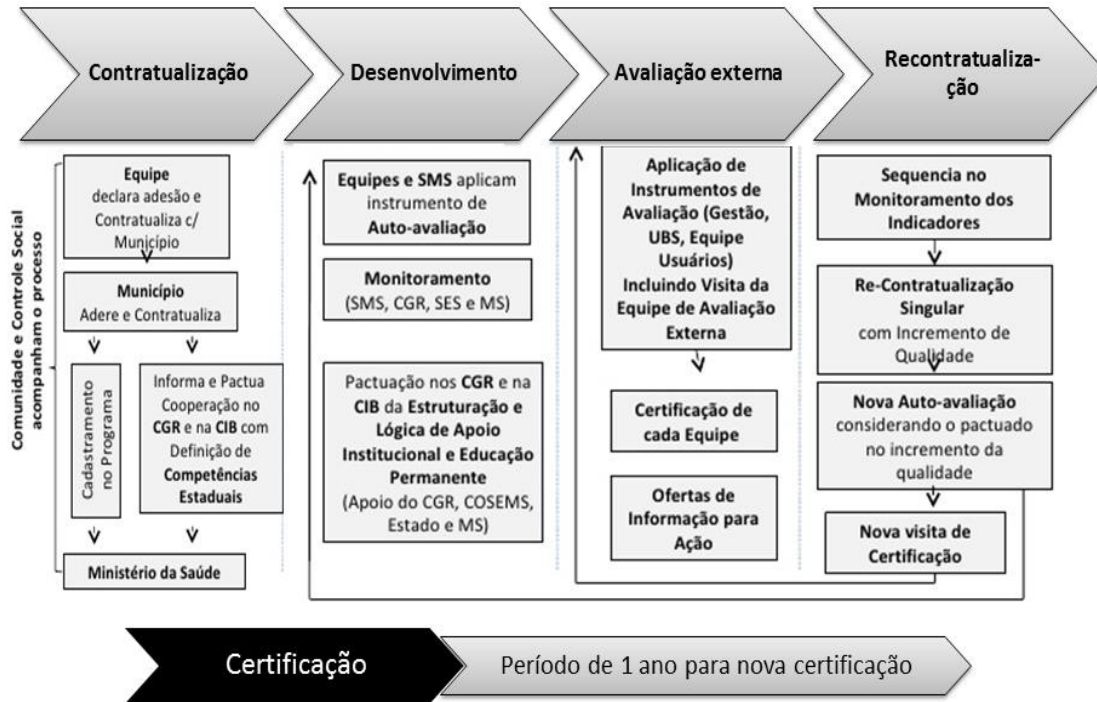 Contratualização
Desenvolvimento
Avaliação externa
Recontratualiza-
ção
Comunidade e Controle Social
acompanham o processo
Equipe
declara adesão e
Contratualiza c/
Município
Município
Adere e Contratualiza
Cadastramento
no Programa
Informa e Pactua
Cooperação no
CGR e na CIB com
Definição de
Competências
Estaduais
Ministério da Saúde
Equipes e SMS aplicam
instrumento de
Auto-avaliação
Monitoramento
(SMS, CGR, SES e MS)
Pactuação nos CGR e na
CIB da Estruturação e
Lógica de Apoio
Institucional e Educação
Permanente
(Apoio do CGR, COSEMS,
Estado e MS)
Aplicação de
Instrumentos de
Avaliação (Gestão,
UBS, Equipe
Usuários)
Incluindo Visita da
Equipe de Avaliação
Externa
Certificação de
cada Equipe
Ofertas de
Informação para
Ação
Sequencia no
Monitoramento dos
Indicadores
Re-Contratualização
Singular
com Incremento de
Qualidade
Nova Auto-avaliação
considerando o pactuado
no incremento da
qualidade
Nova visita de
Certificação
Certificação
Período de 1 ano para nova certificação